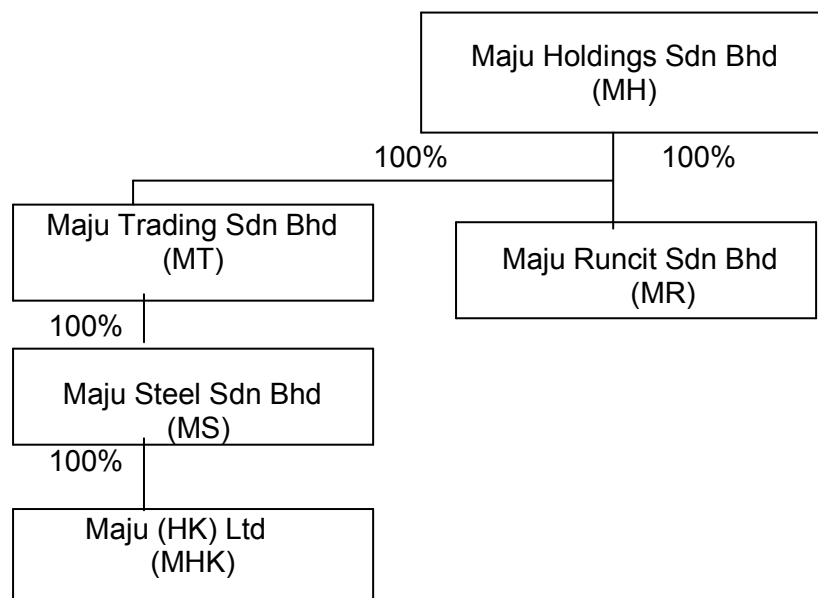 Maju Holdings Sdn Bhd
(MH)
100%
100%
Maju Trading Sdn Bhd
(MT)
Maju Runcit Sdn Bhd
(MR)
100%
Maju Steel Sdn Bhd
(MS)
100%
Maju (HK) Ltd
(MHK)